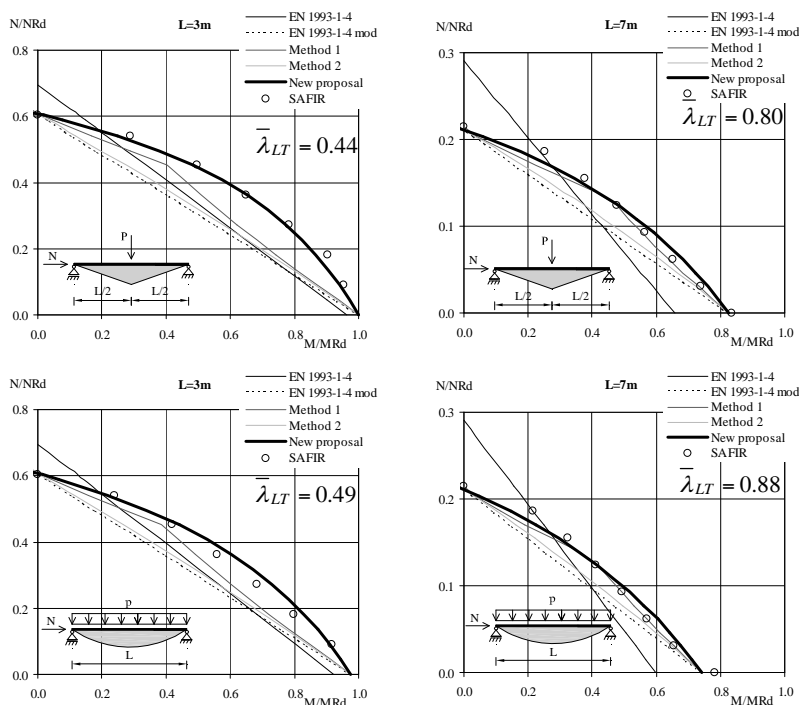 N/NRd
L=3m
EN 1993-1-4
EN 1993-1-4 mod
Method 1
Method 2
New proposal
SAFIR
λ̅LT = 0.44
0.8
0.6
0.4
0.2
0.0
P
N
L/2
L/2
0.0 0.2 0.4 0.6 0.8 1.0
M/MRd
N/NRd
L=7m
EN 1993-1-4
EN 1993-1-4 mod
Method 1
Method 2
New proposal
SAFIR
λ̅LT = 0.80
0.3
0.2
0.1
0.0
P
N
L/2
L/2
0.0 0.2 0.4 0.6 0.8 1.0
M/MRd
N/NRd
L=3m
EN 1993-1-4
EN 1993-1-4 mod
Method 1
Method 2
New proposal
SAFIR
λ̅LT = 0.49
0.8
0.6
0.4
0.2
0.0
p
N
L
0.0 0.2 0.4 0.6 0.8 1.0
M/MRd
N/NRd
L=7m
EN 1993-1-4
EN 1993-1-4 mod
Method 1
Method 2
New proposal
SAFIR
λ̅LT = 0.88
0.3
0.2
0.1
0.0
p
N
L
0.0 0.2 0.4 0.6 0.8 1.0
M/MRd